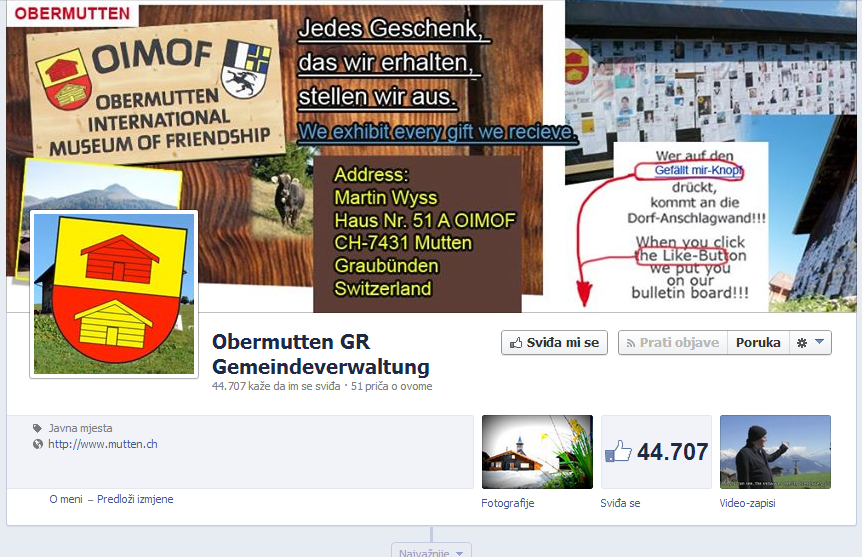 OBERMUTTEN
OIMOF
OBERMUTTEN
INTERNATIONAL
MUSEUM OF FRIENDSHIP
Jedes Geschenk,
das wir erhalten,
stellen wir aus.
We exhibit every gift we recieve.
Address:
Martin Wyss
Haus Nr. 51 A OIMOF
CH-7431 Mutten
Graubünden
Switzerland
Wer auf den
Gefällt mir-Knopf
drückt,
kommt an die
Dorf-Anschlagwand!!!
When you click
the Like-Button
we put you
on our
bulletin board!!!
Obermutten GR
Gemeindeverwaltung
44.707 kaže da im se sviđa · 51 priča o ovome
Sviđa mi se
Prati objave
Poruka
Javna mjesta
http://www.mutten.ch
O meni – Predloži izmjene
44.707
Fotografije
Sviđa se
Video-zapisi
Najvažnije